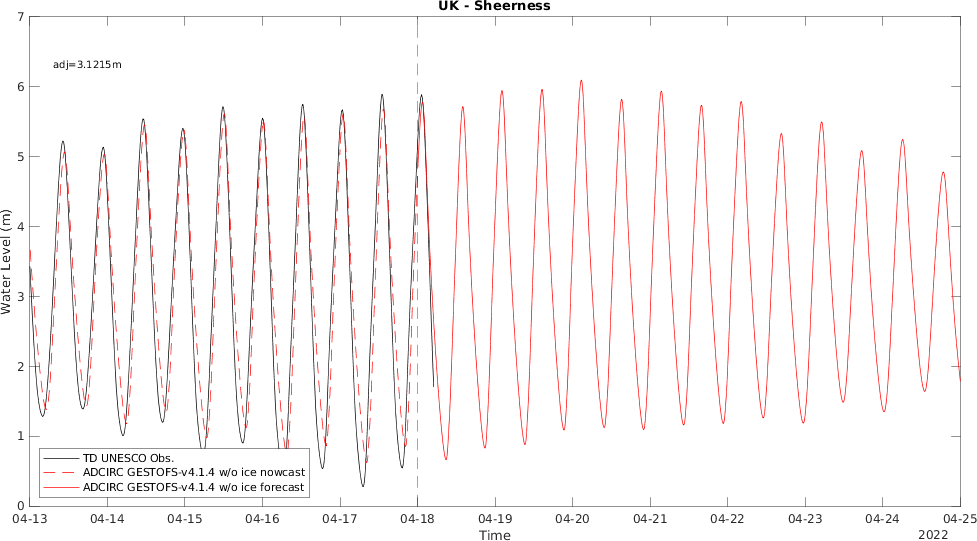 UK - Sheerness
adj=3.1215m
7
6
5
4
3
2
1
0
Water Level (m)
TD UNESCO Obs.
ADCIRC GESTOFS-v4.1.4 w/o ice nowcast
ADCIRC GESTOFS-v4.1.4 w/o ice forecast
04-13 04-14 04-15 04-16 04-17 04-18 04-19 04-20 04-21 04-22 04-23 04-24 04-25
Time
2022